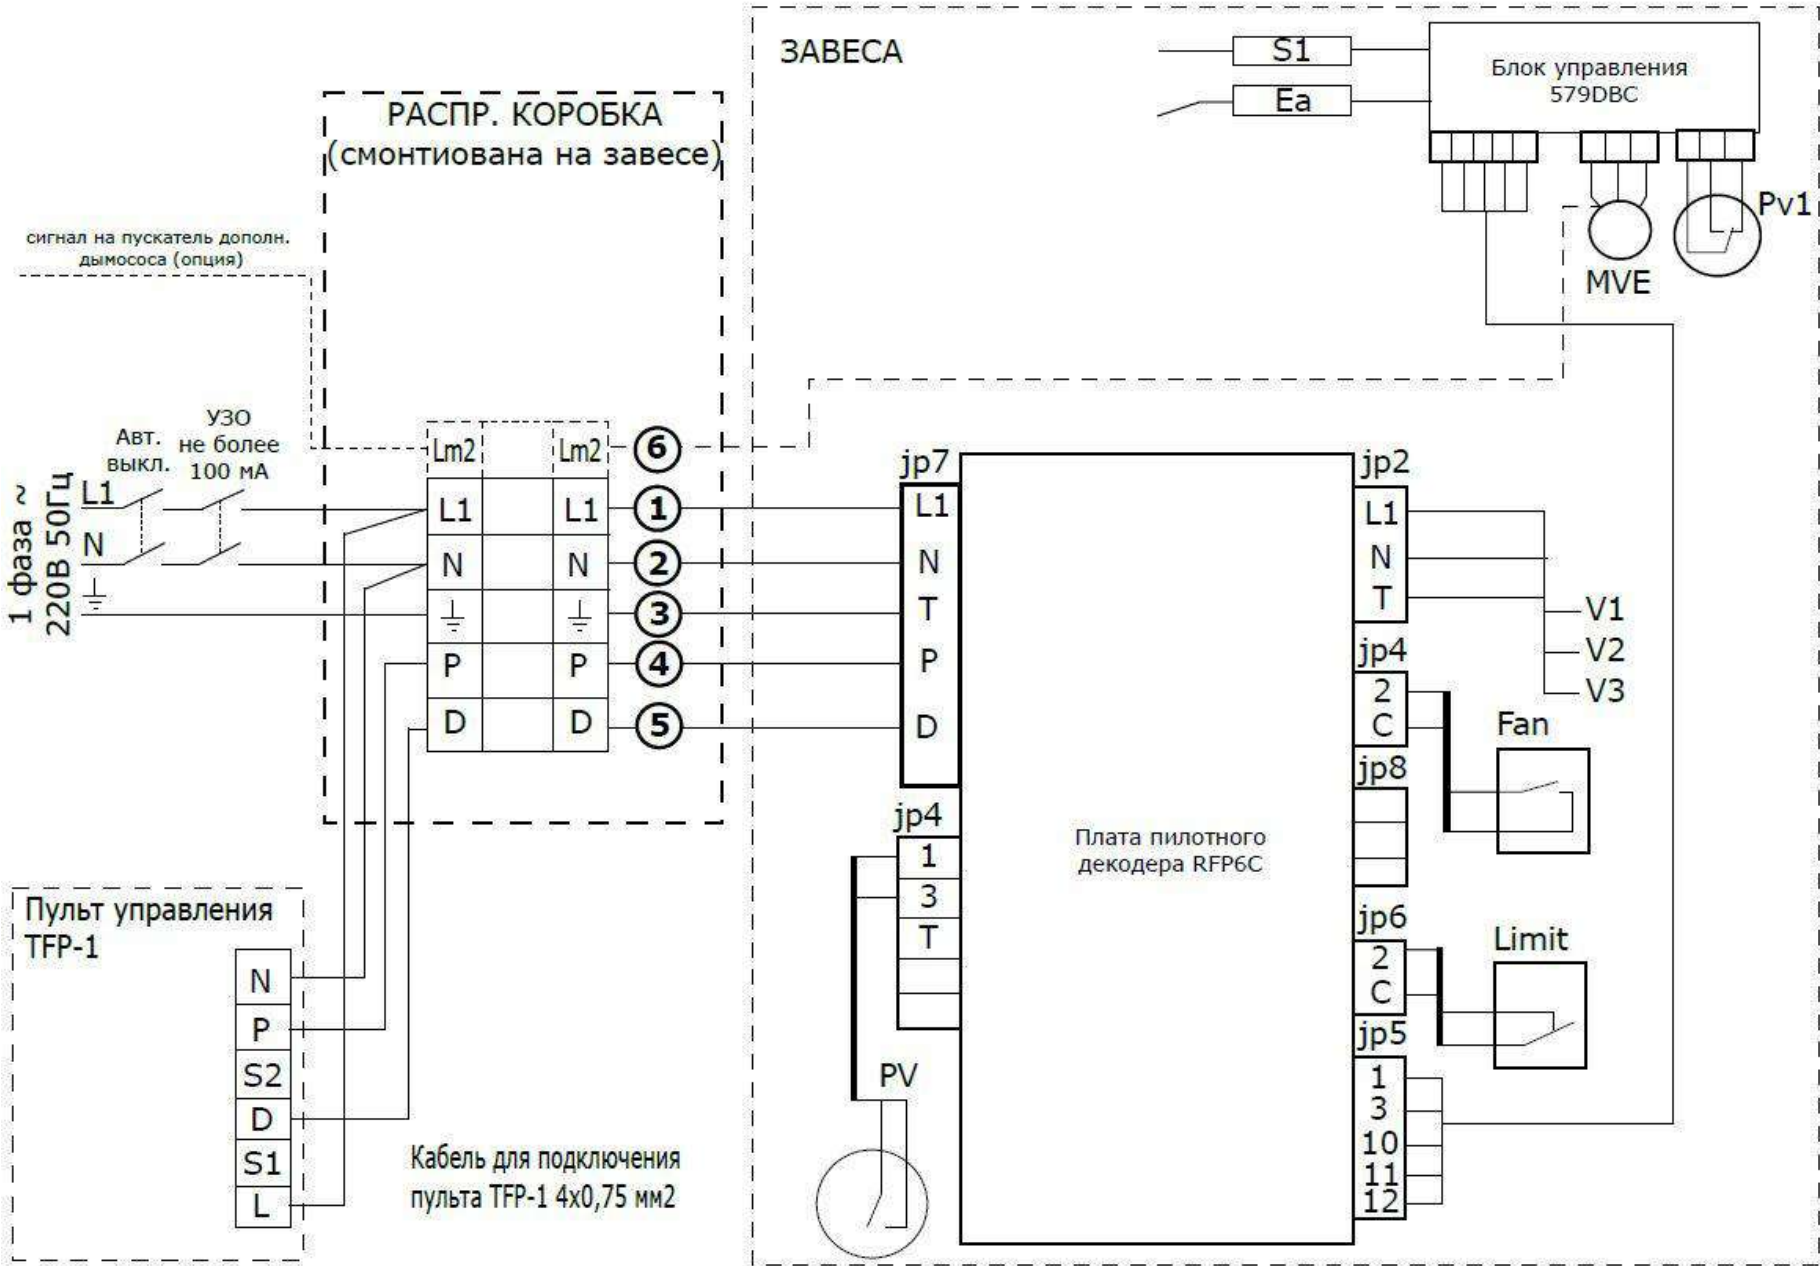 ЗАВЕСА
S1
Ea
Блок управления
579DBC
Pv1
MVE
РАСПР. КОРОБКА
(смонтиована на завесе)
сигнал на пускатель дополн.
дымососа (опция)
Авт.
выкл.
УЗО
не более
100 мА
1 фаза ~
220В 50Гц
L1
N
Lm2 Lm2 6
L1 L1 1
N N 2
3
P P 4
D D 5
jp7
L1
N
T
P
D
jp4
1
3
T
PV
Плата пилотного
декодера RFP6C
jp2
L1
N
T
V1
V2
V3
jp4
2
C
Fan
jp8
jp6
2
C
Limit
jp5
1
3
10
11
12
Пульт управления
TFP-1
N
P
S2
D
S1
L
Кабель для подключения
пульта TFP-1 4x0,75 мм2